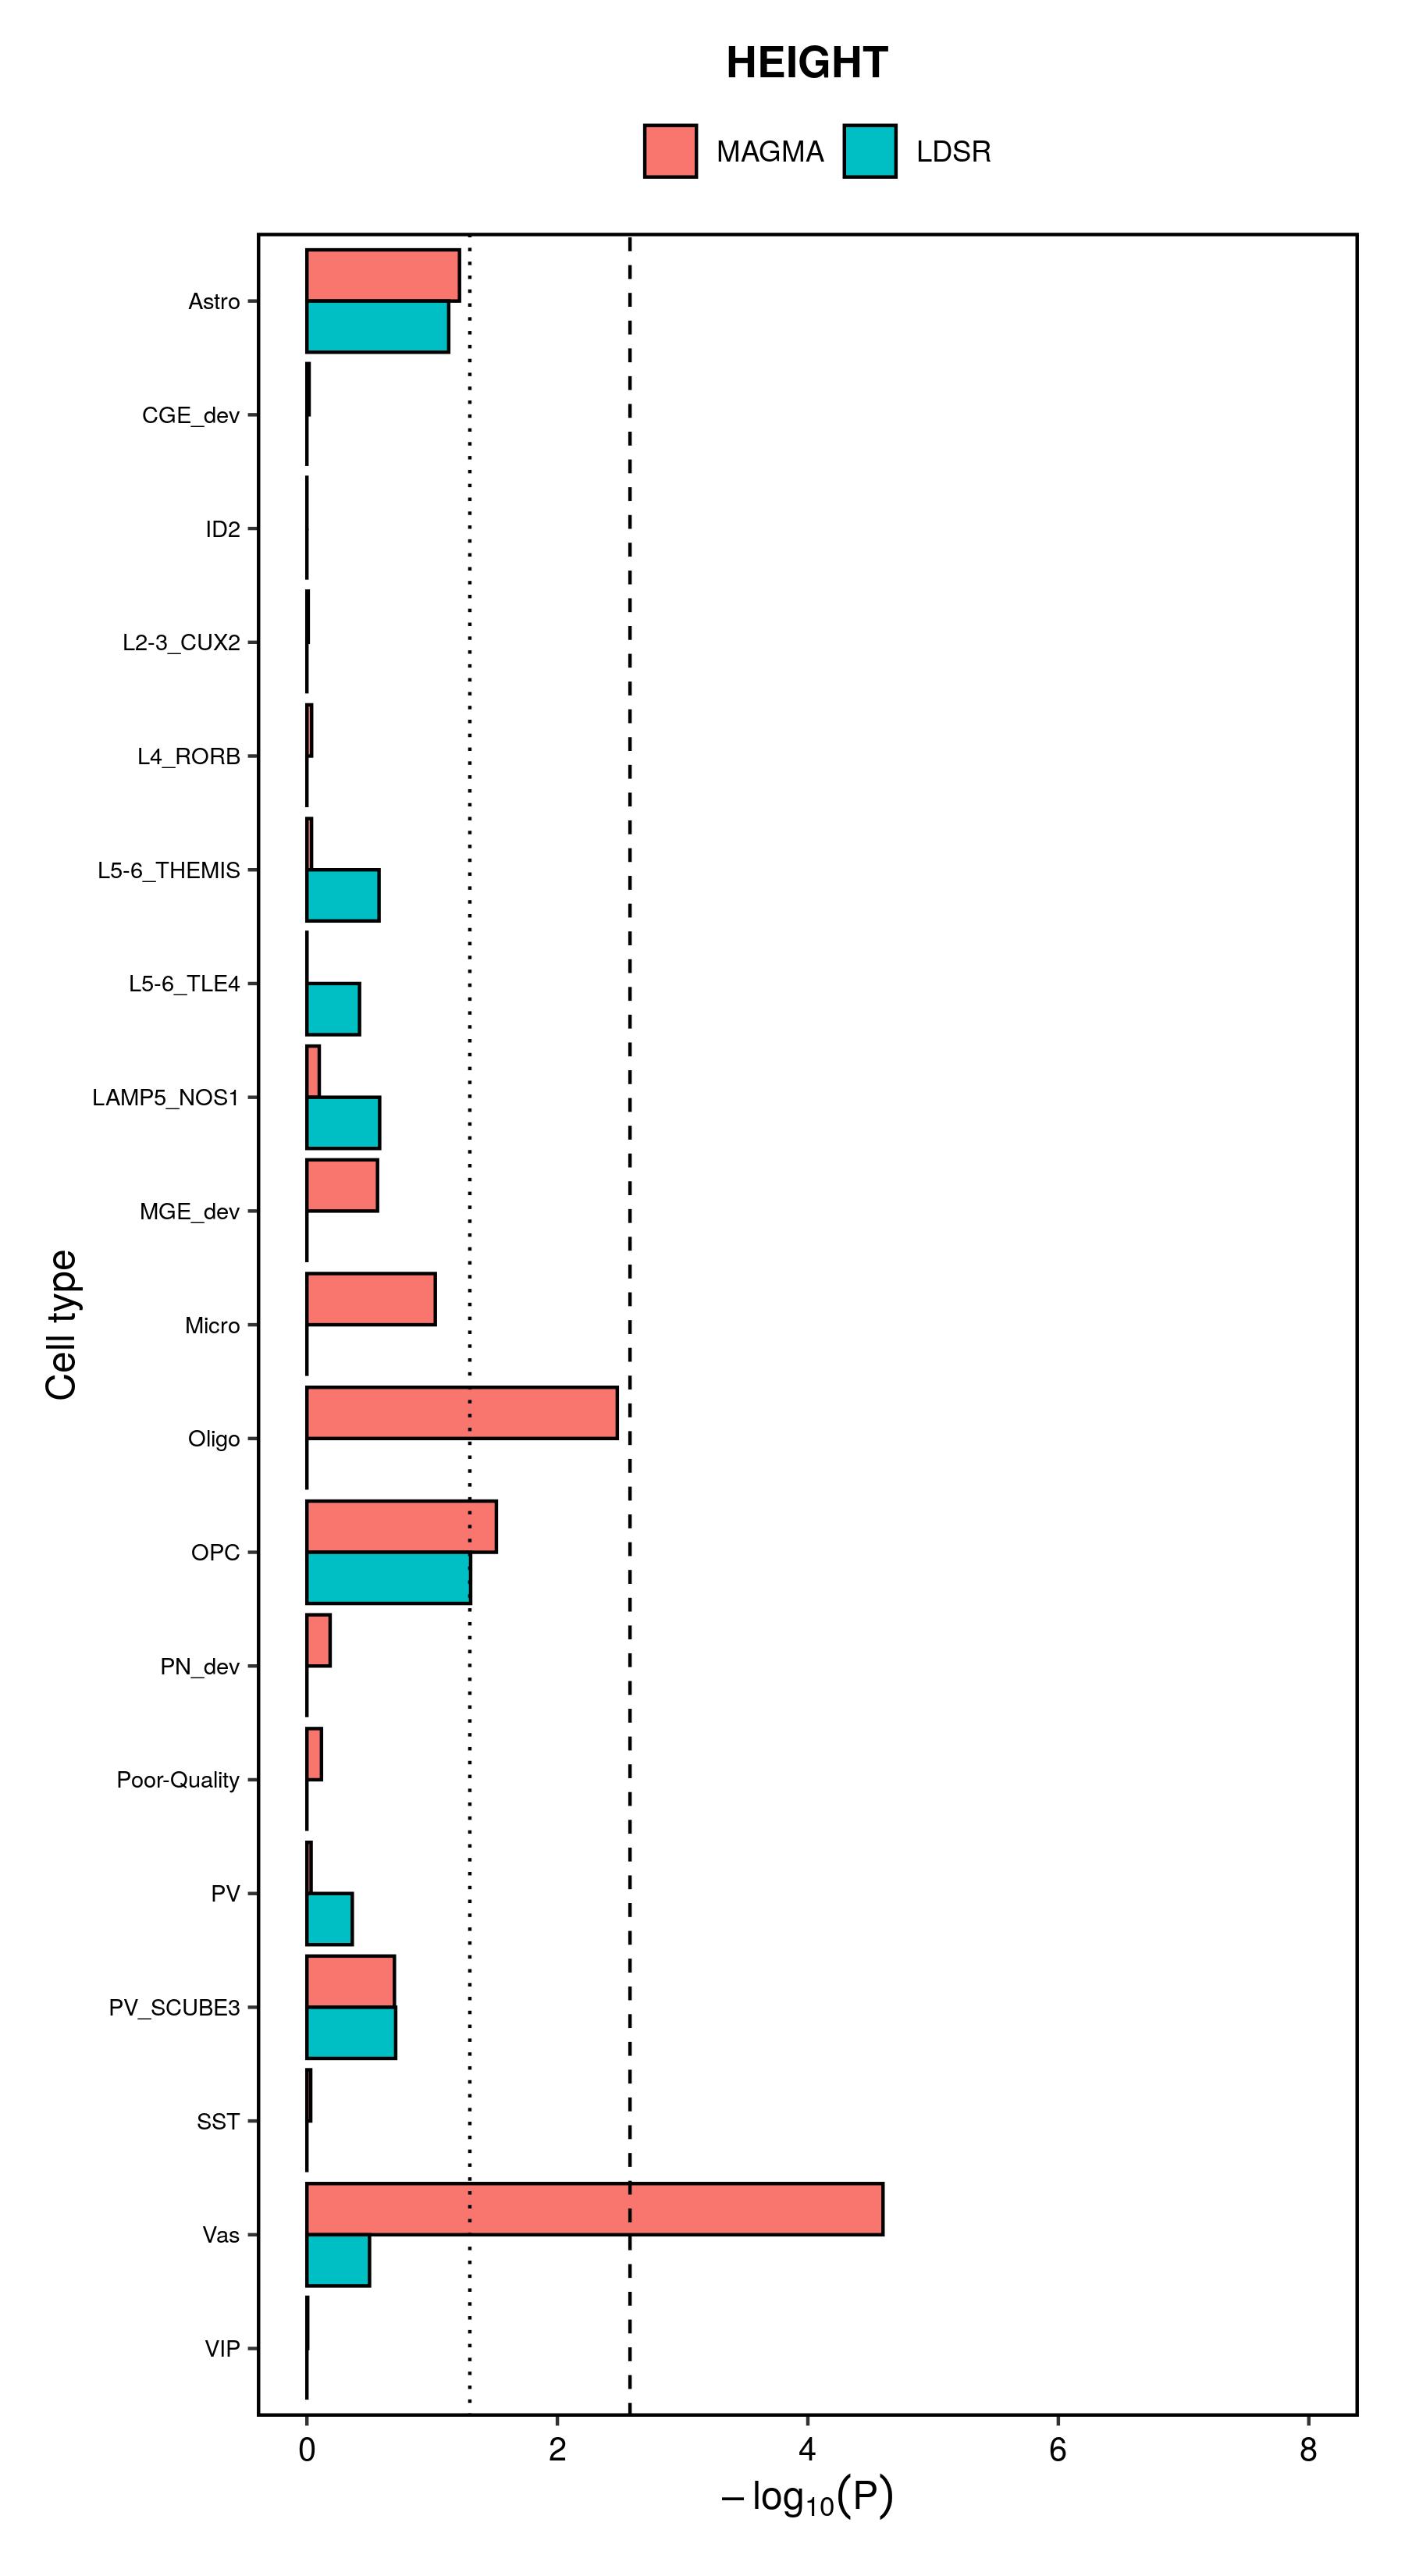 HEIGHT
MAGMA LDSR
Astro
CGE_dev
ID2
L2-3_CUX2
L4_RORB
L5-6_THEMIS
L5-6_TLE4
LAMP5_NOS1
MGE_dev
Micro
Oligo
OPC
PN_dev
Poor-Quality
PV
PV_SCUBE3
SST
Vas
VIP
Cell type
0 2 4 6 8
− log₁₀(P)